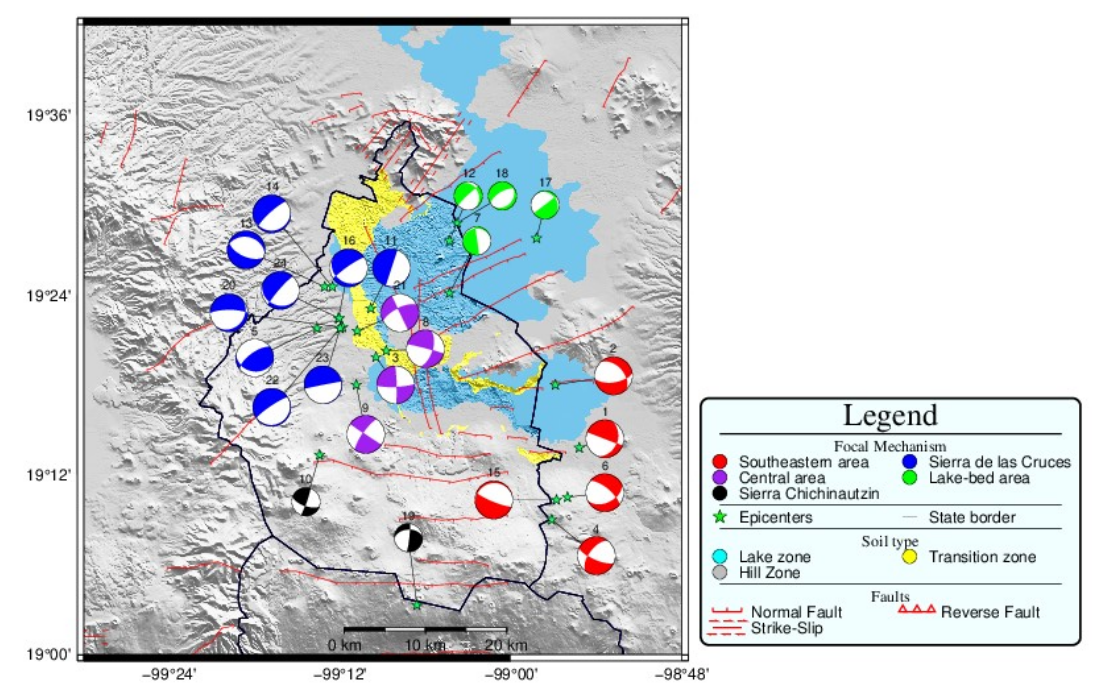 19°36'
19°24'
19°12'
19°00'
−99°24'
−99°12'
−99°00'
−98°48'
12
18
17
14
7
13
16
11
24
21
20
8
5
3
23
2
22
9
1
10
15
6
19
4
0 km
10 km
20 km
Legend
Focal Mechanism
Southeastern area
Sierra de las Cruces
Central area
Lake-bed area
Sierra Chichinautzin
Epicenters
State border
Soil type
Lake zone
Transition zone
Hill Zone
Faults
Normal Fault
Reverse Fault
Strike-Slip